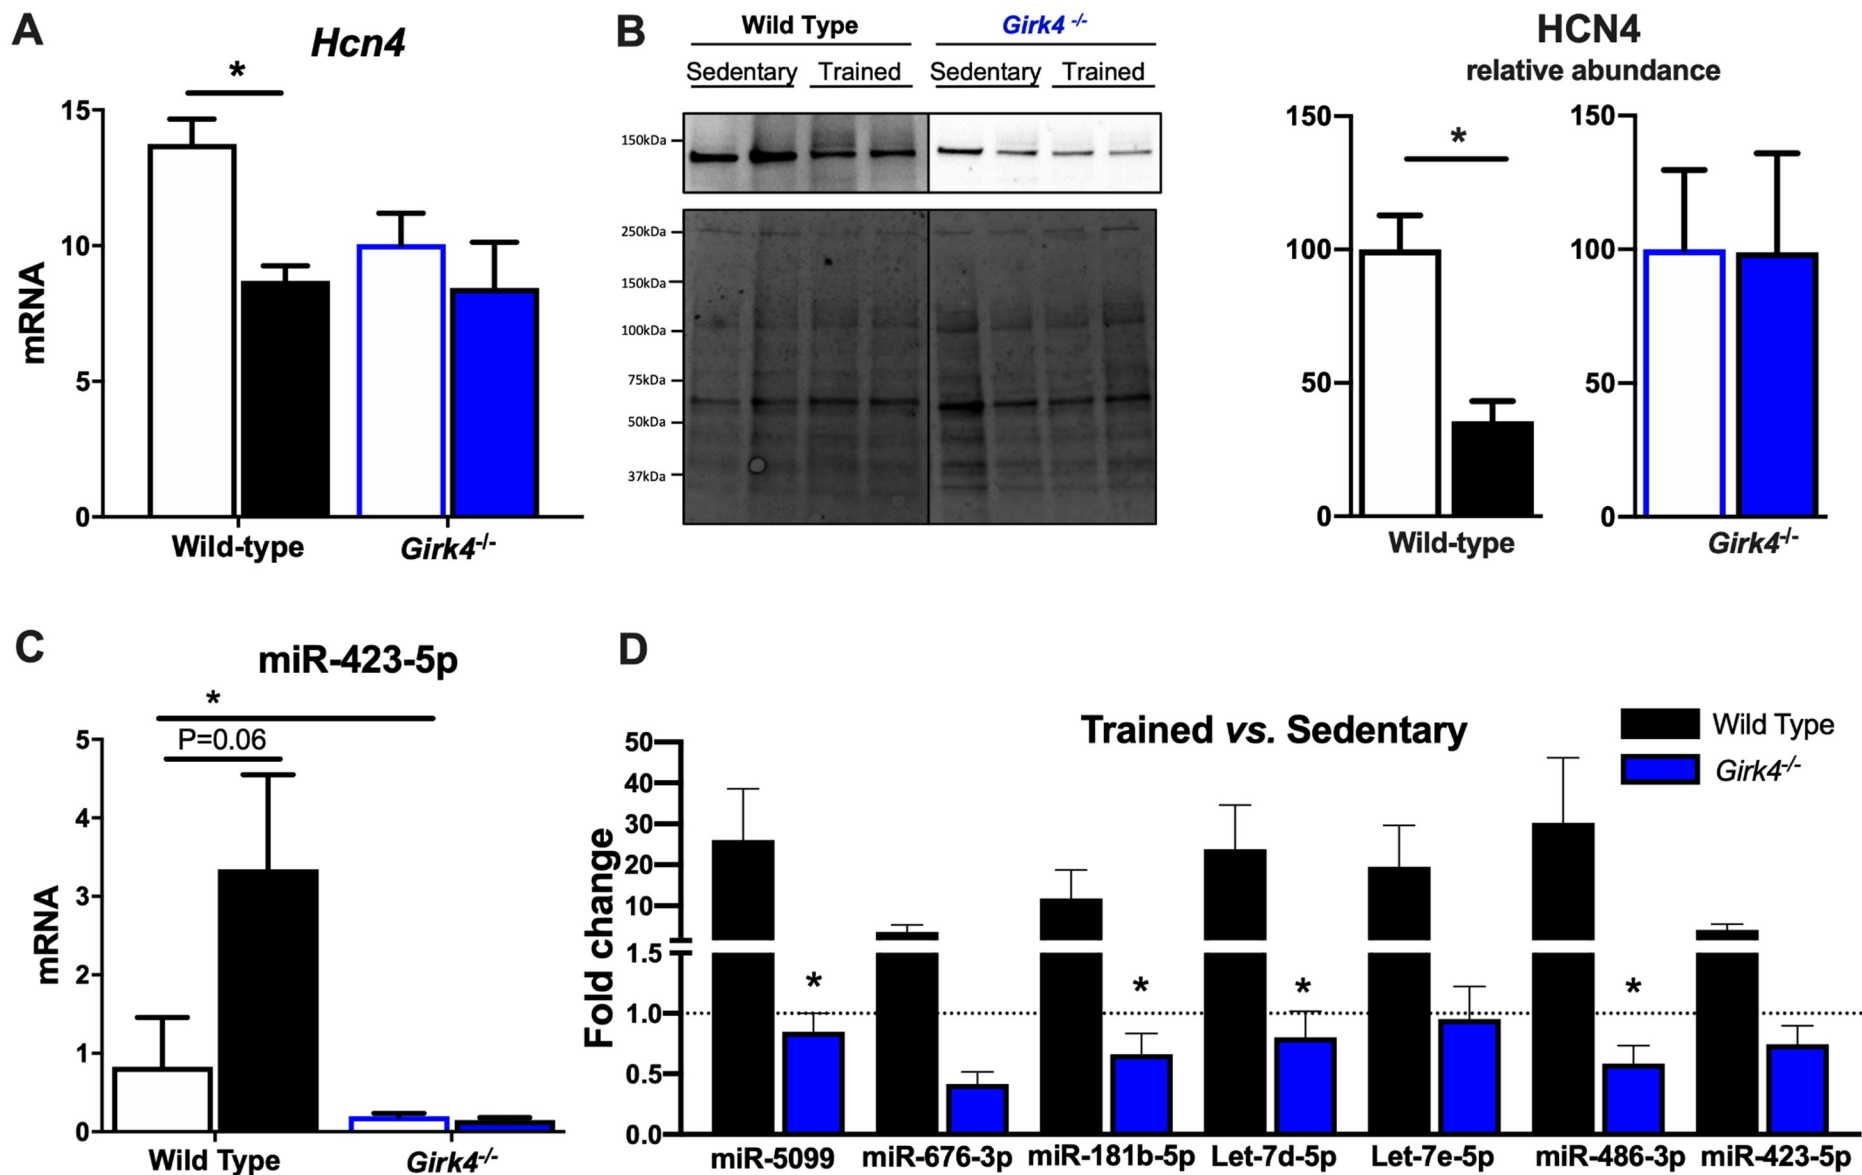 A
Hcn4
*
15
10
5
0
mRNA
Wild-type
Girk4-/-
B
Wild Type
Girk4 -/-
Sedentary
Trained
Sedentary
Trained
150kDa
250kDa
150kDa
100kDa
75kDa
50kDa
37kDa
HCN4
relative abundance
150
100
50
0
*
Wild-type
150
100
50
0
Girk4-/-
C
miR-423-5p
*
P=0.06
5
4
3
2
1
0
mRNA
Wild Type
Girk4-/-
D
Trained vs. Sedentary
Wild Type
Girk4-/-
50
40
30
20
10
1.5
1.0
0.5
0.0
Fold change
*
*
*
*
miR-5099
miR-676-3p
miR-181b-5p
Let-7d-5p
Let-7e-5p
miR-486-3p
miR-423-5p